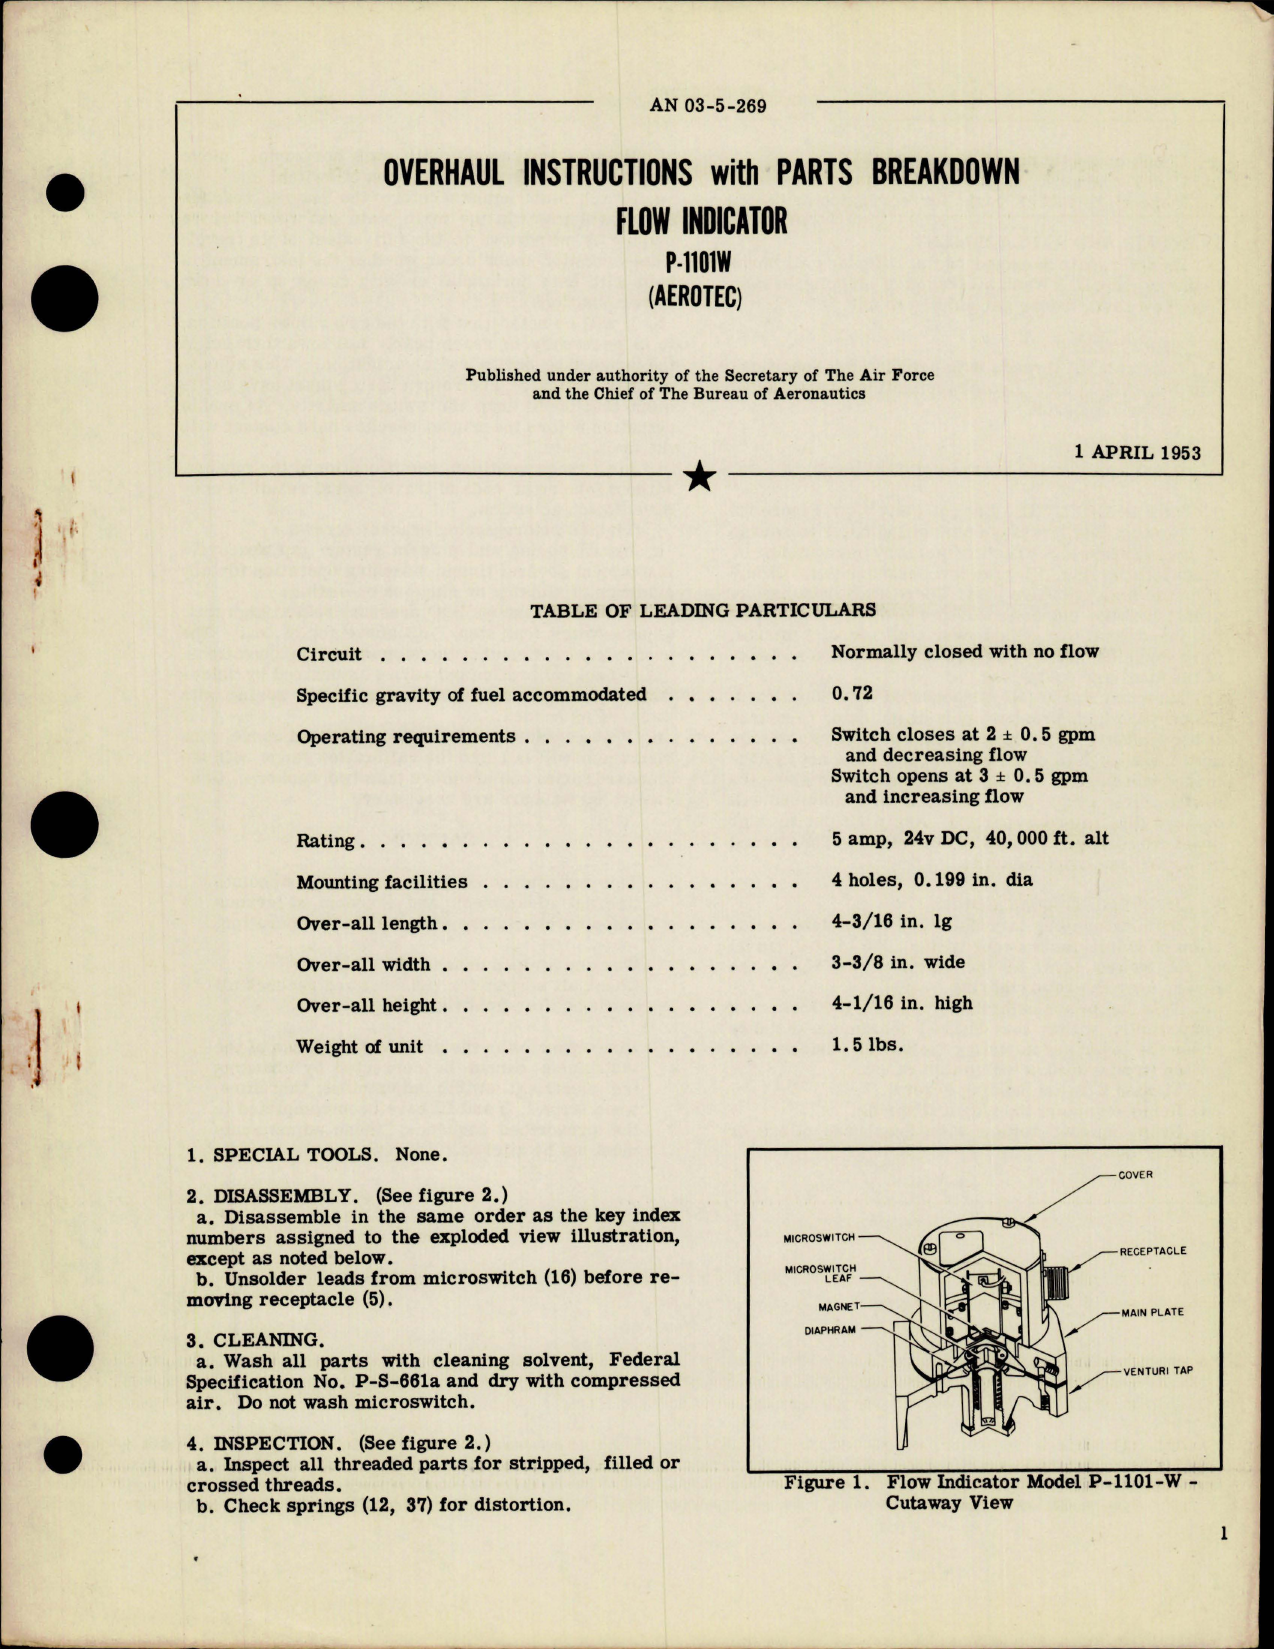 AN 03-5-269
OVERHAUL INSTRUCTIONS with PARTS BREAKDOWN
FLOW INDICATOR
P-1101W
(AEROTEC)
Published under authority of the Secretary of The Air Force
and the Chief of The Bureau of Aeronautics
1 APRIL 1953
TABLE OF LEADING PARTICULARS
Circuit . . . . . . . . . . . . . . . . . . . . . Normally closed with no flow
Specific gravity of fuel accommodated . . . . . . . 0.72
Operating requirements . . . . . . . . . . . . . . Switch closes at 2 ± 0.5 gpm
and decreasing flow
Switch opens at 3 ± 0.5 gpm
and increasing flow
Rating . . . . . . . . . . . . . . . . . . . . . . 5 amp, 24v DC, 40,000 ft. alt
Mounting facilities . . . . . . . . . . . . . . . . 4 holes, 0.199 in. dia
Over-all length . . . . . . . . . . . . . . . . . . 4-3/16 in. lg
Over-all width . . . . . . . . . . . . . . . . . . 3-3/8 in. wide
Over-all height . . . . . . . . . . . . . . . . . . 4-1/16 in. high
Weight of unit . . . . . . . . . . . . . . . . . . 1.5 lbs.
1. SPECIAL TOOLS. None.
2. DISASSEMBLY. (See figure 2.)
a. Disassemble in the same order as the key index
numbers assigned to the exploded view illustration,
except as noted below.
b. Unsolder leads from microswitch (16) before re-
moving receptacle (5).
3. CLEANING.
a. Wash all parts with cleaning solvent, Federal
Specification No. P-S-661a and dry with compressed
air. Do not wash microswitch.
4. INSPECTION. (See figure 2.)
a. Inspect all threaded parts for stripped, filled or
crossed threads.
b. Check springs (12, 37) for distortion.
COVER
MICROSWITCH
RECEPTACLE
MICROSWITCH
LEAF
MAGNET
MAIN PLATE
DIAPHRAM
VENTURI TAP
Figure 1. Flow Indicator Model P-1101-W -
Cutaway View
1